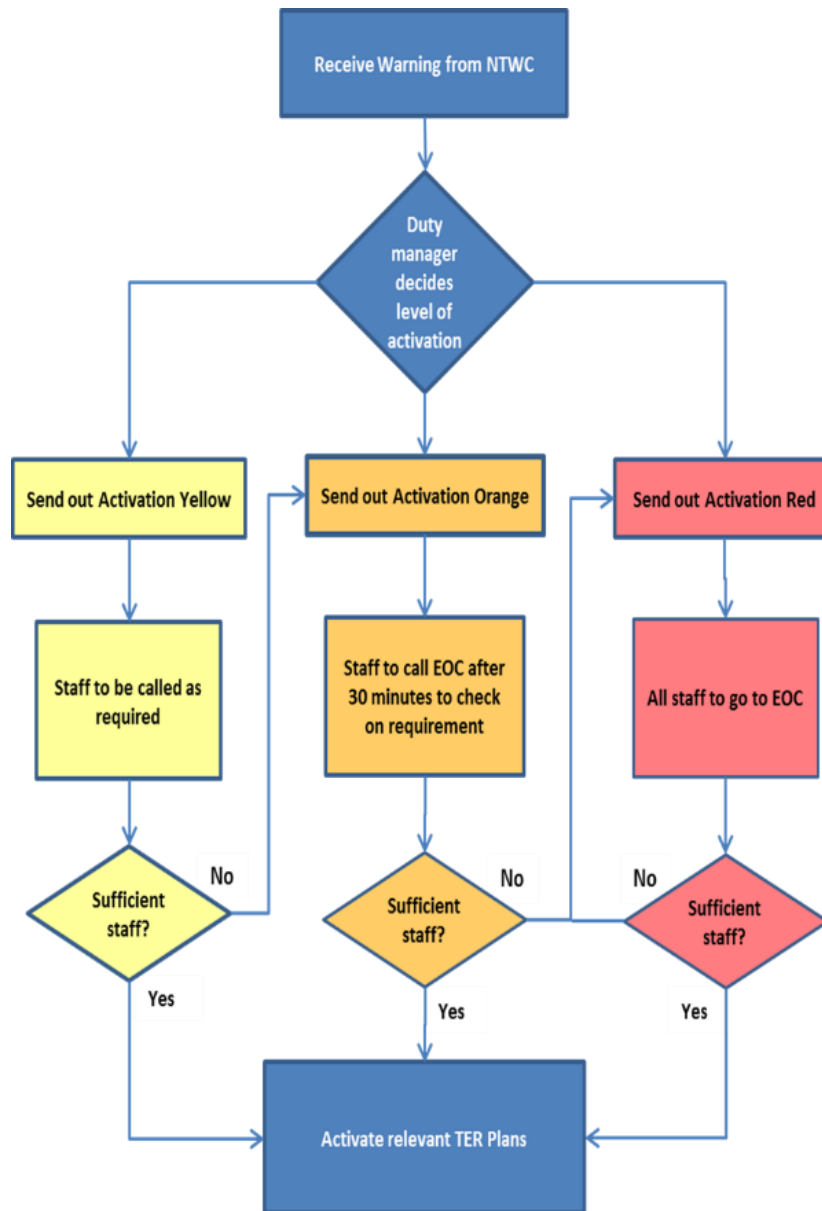 Receive Warning from NTWC
Duty
manager
decides
level of
activation
Send out Activation Yellow
Send out Activation Orange
Send out Activation Red
Staff to be called as
required
Staff to call EOC after
30 minutes to check
on requirement
All staff to go to EOC
No
Sufficient
staff?
Yes
No
Sufficient
staff?
Yes
No
Sufficient
staff?
Yes
Activate relevant TER Plans